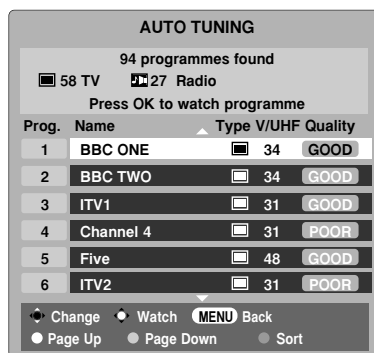 AUTO TUNING
94 programmes found
58 TV 27 Radio
Press OK to watch programme
Prog. Name Type V/UHF Quality
1 BBC ONE 34 GOOD
2 BBC TWO 34 GOOD
3 ITV1 31 GOOD
4 Channel 4 31 POOR
5 Five 48 GOOD
6 ITV2 31 POOR
Change Watch MENU Back
Page Up Page Down Sort